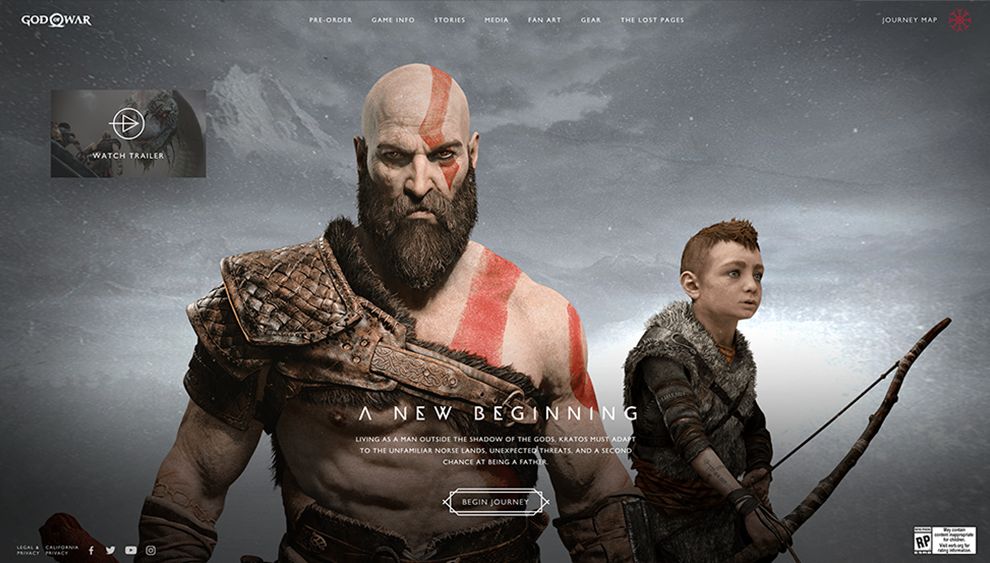 GOD OF WAR
PRE-ORDER GAME INFO STORIES MEDIA FAN ART GEAR THE LOST PAGES
JOURNEY MAP
WATCH TRAILER
A NEW BEGINNING
LIVING AS A MAN OUTSIDE THE SHADOW OF THE GODS, KRATOS MUST ADAPT
TO THE UNFAMILIAR NORSE LANDS, UNEXPECTED THREATS, AND A SECOND
CHANCE AT BEING A FATHER.
BEGIN JOURNEY
LEGAL & PRIVACY
CALIFORNIA PRIVACY
RP
May contain
content inappropriate
for children.
Visit esrb.org for
rating information.